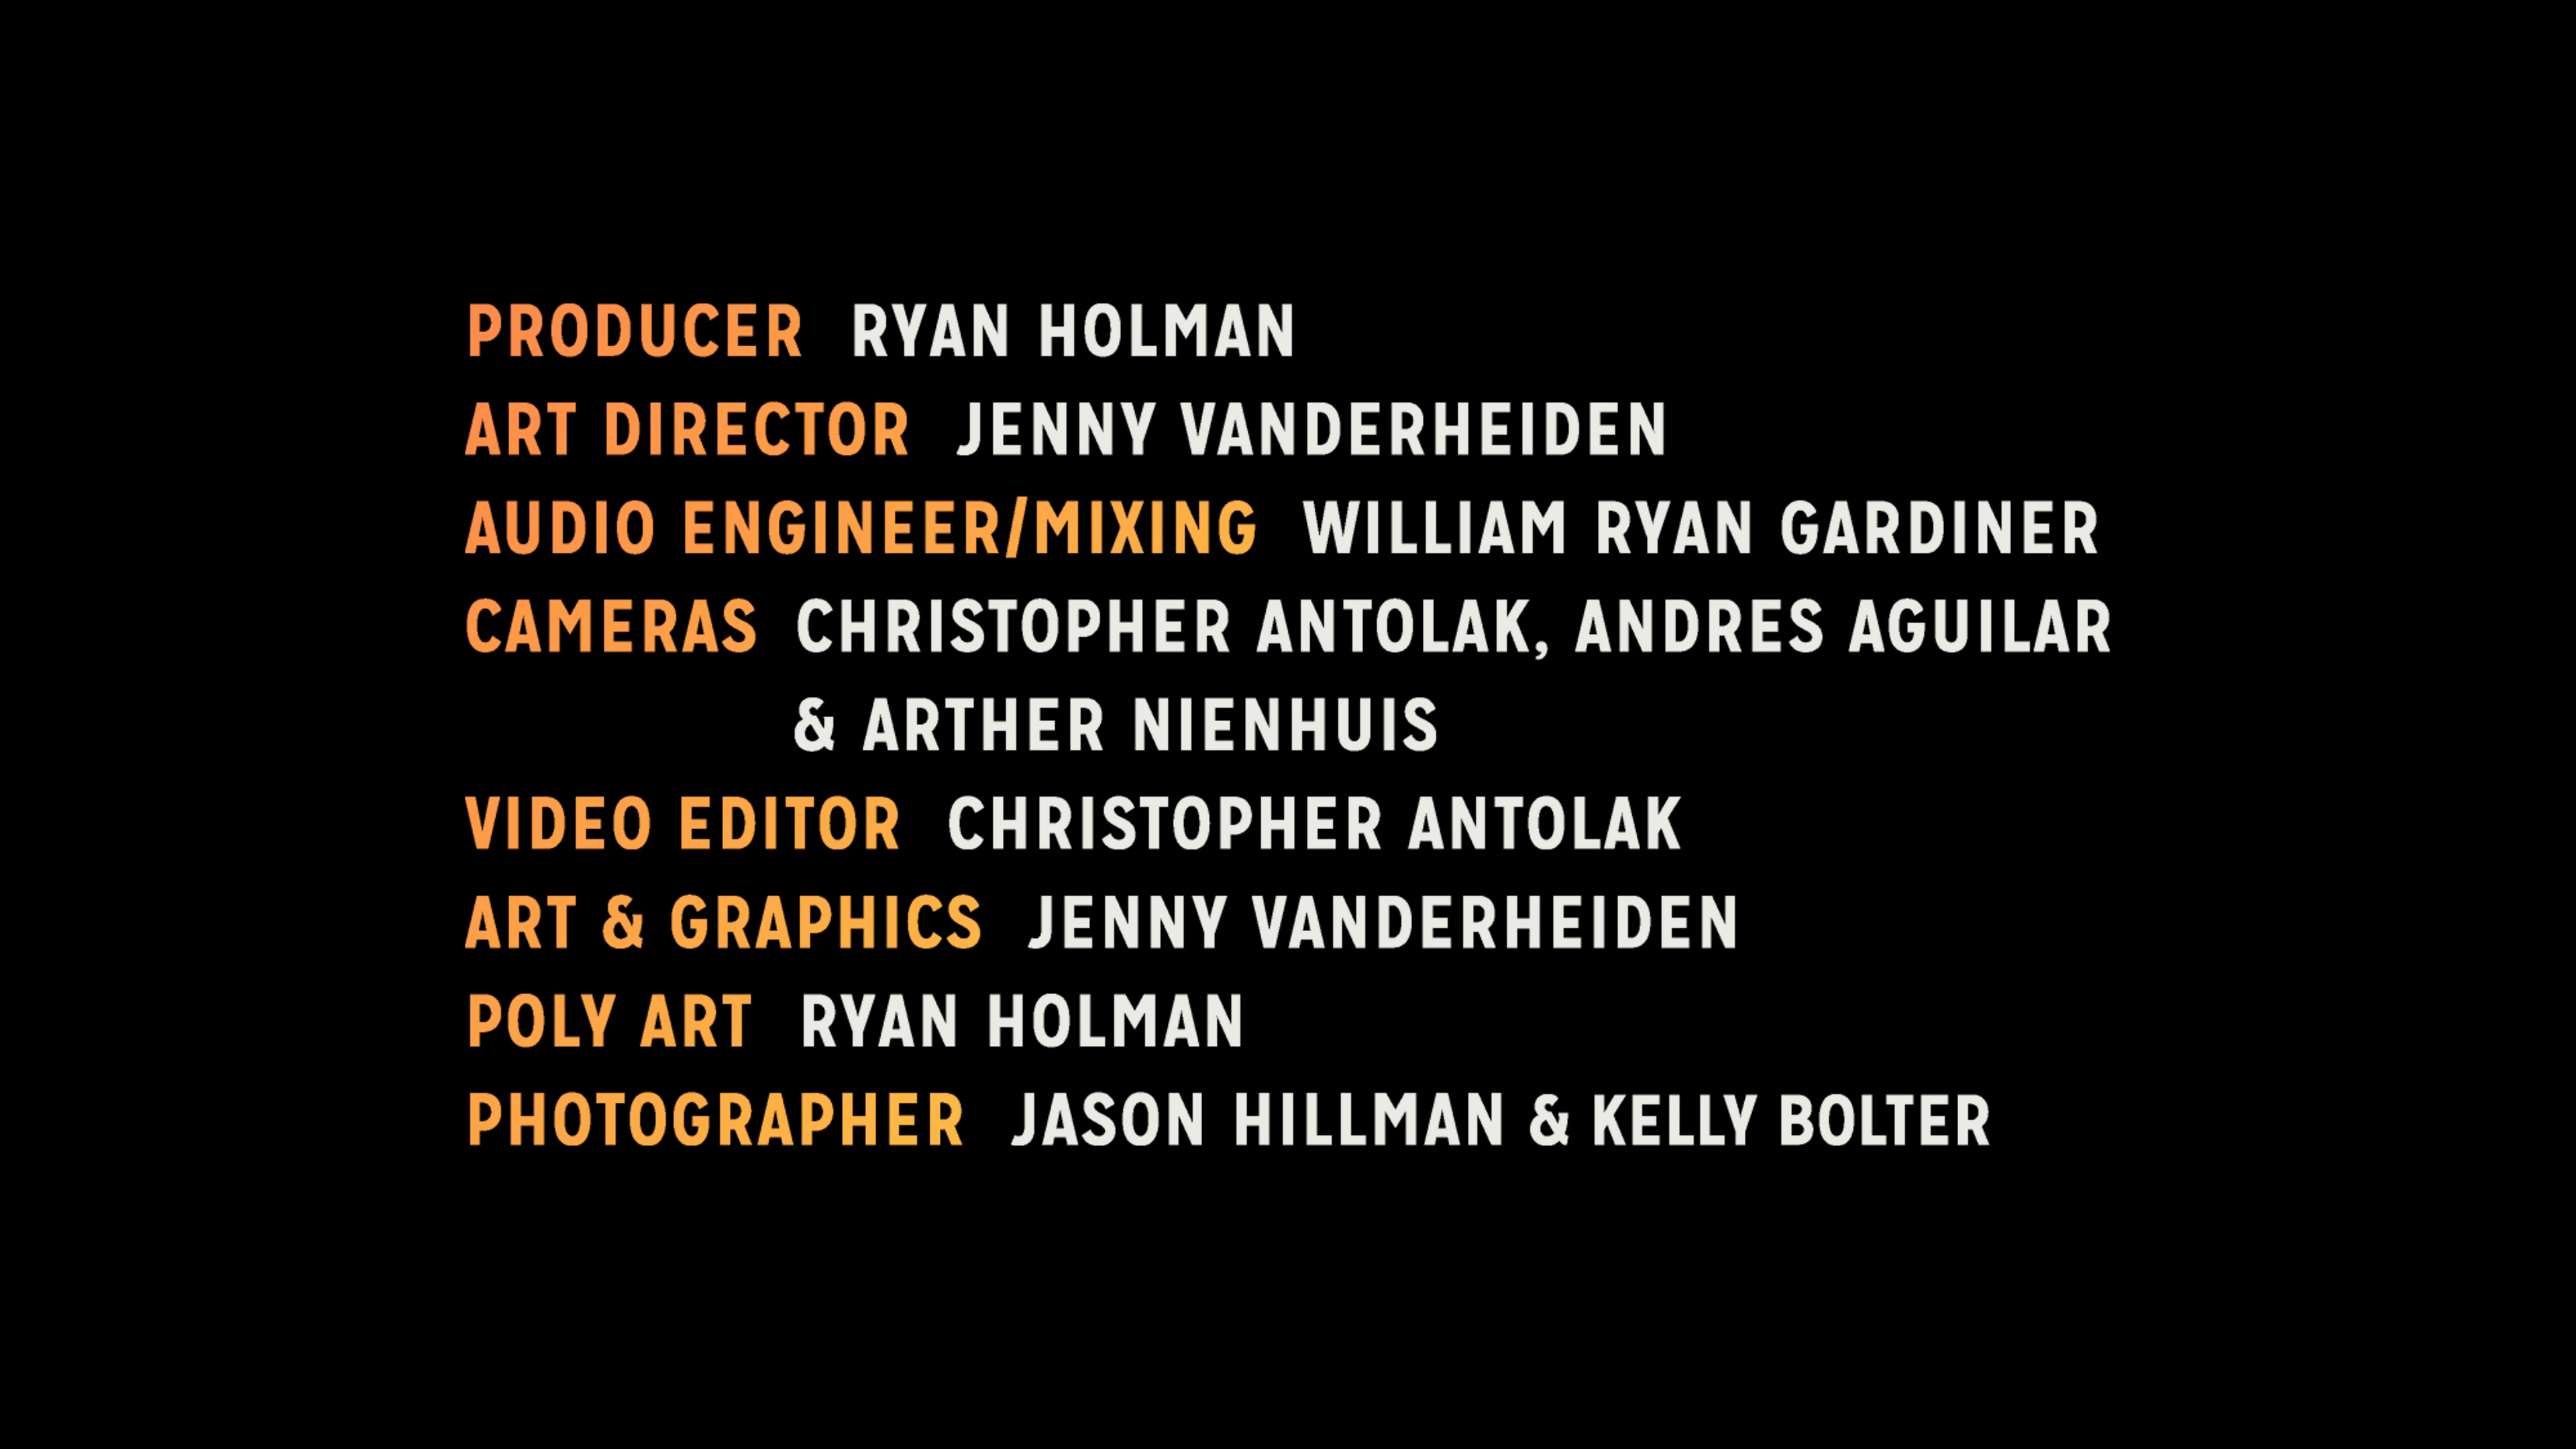 PRODUCER RYAN HOLMAN
ART DIRECTOR JENNY VANDERHEIDEN
AUDIO ENGINEER/MIXING WILLIAM RYAN GARDINER
CAMERAS CHRISTOPHER ANTOLAK, ANDRES AGUILAR
& ARTHER NIENHUIS
VIDEO EDITOR CHRISTOPHER ANTOLAK
ART & GRAPHICS JENNY VANDERHEIDEN
POLY ART RYAN HOLMAN
PHOTOGRAPHER JASON HILLMAN & KELLY BOLTER